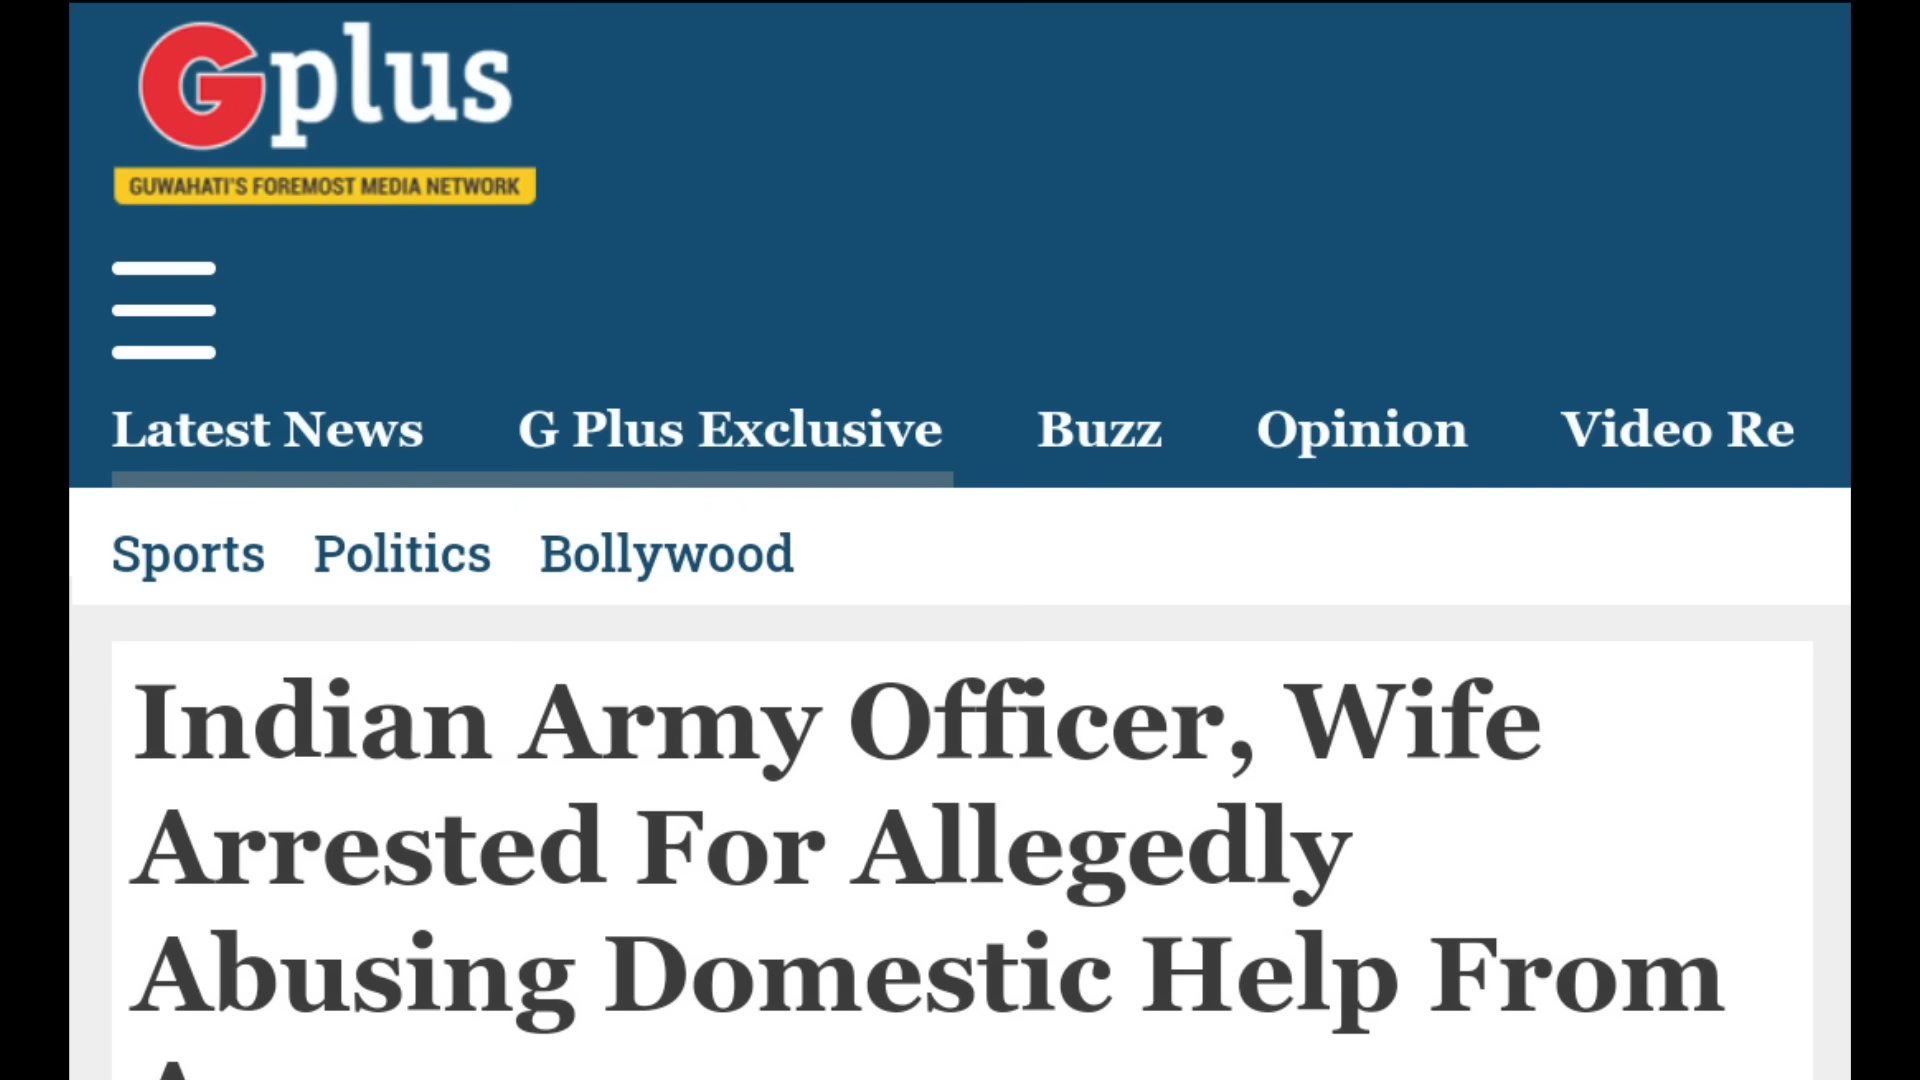 Gplus
GUWAHATI'S FOREMOST MEDIA NETWORK
Latest News G Plus Exclusive Buzz Opinion Video Re
Sports Politics Bollywood
Indian Army Officer, Wife
Arrested For Allegedly
Abusing Domestic Help From